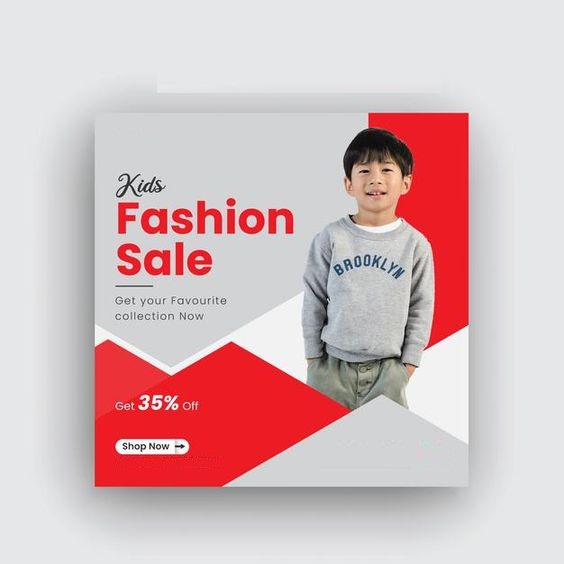 Kids
Fashion
Sale
Get your Favourite
collection Now
BROOKLYN
Get 35% Off
Shop Now